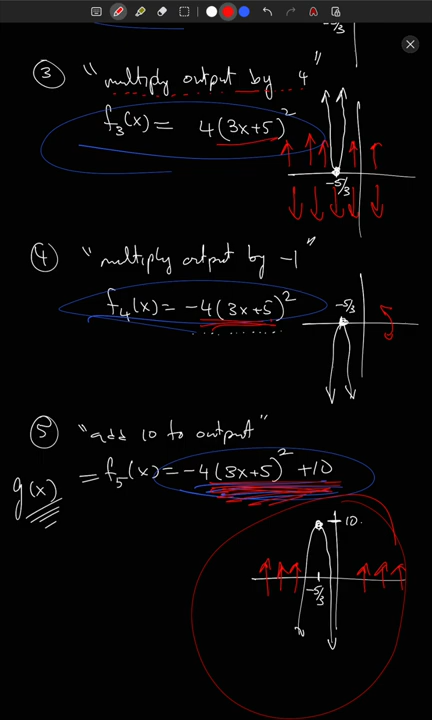 -5/3
③ "multiply output by 4 "
f₃(x) = 4(3x+5)²
-5/3
④ "multiply output by -1 "
f₄(x) = -4(3x+5)²
-5/3
⑤ "add 10 to output"
g(x) = f₅(x) = -4(3x+5)² +10
10
-5/3